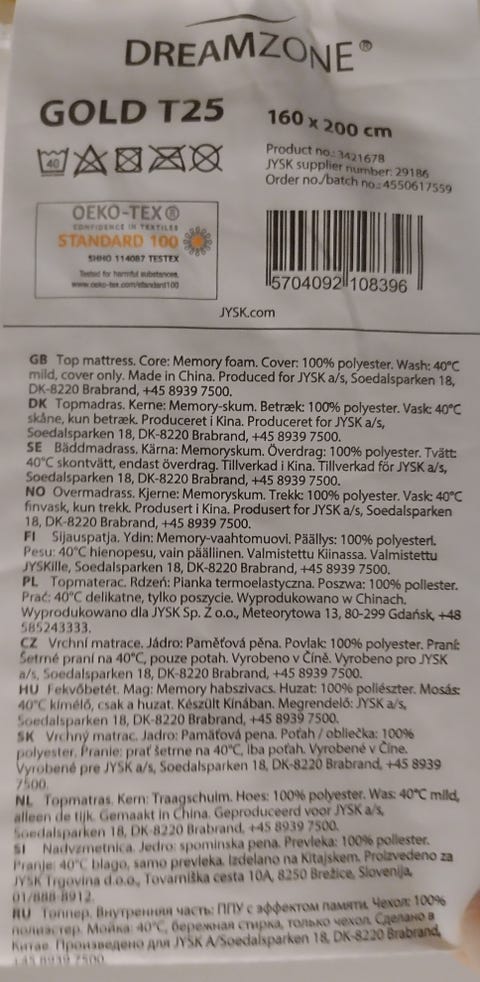 DREAMZONE®
GOLD T25
160 x 200 cm
40
Product no.: 3421678
JYSK supplier number: 29186
Order no./batch no.: 4550617559
OEKO-TEX®
CONFIDENCE IN TEXTILES
STANDARD 100
SHHO 114087 TESTEX
Tested for harmful substances.
www.oeko-tex.com/standard100
5704092 108396
JYSK.com
GB Top mattress. Core: Memory foam. Cover: 100% polyester. Wash: 40°C
mild, cover only. Made in China. Produced for JYSK a/s, Soedalsparken 18,
DK-8220 Brabrand, +45 8939 7500.
DK Topmadras. Kerne: Memory-skum. Betræk: 100% polyester. Vask: 40°C
skåne, kun betræk. Produceret i Kina. Produceret for JYSK a/s,
Soedalsparken 18, DK-8220 Brabrand, +45 8939 7500.
SE Bäddmadrass. Kärna: Memoryskum. Överdrag: 100% polyester. Tvätt:
40°C skontvätt, endast överdrag. Tillverkad i Kina. Tillverkad för JYSK a/s,
Soedalsparken 18, DK-8220 Brabrand, +45 8939 7500.
NO Overmadrass. Kjerne: Memoryskum. Trekk: 100% polyester. Vask: 40°C
finvask, kun trekk. Produsert i Kina. Produsert for JYSK a/s, Soedalsparken
18, DK-8220 Brabrand, +45 8939 7500.
FI Sijauspatja. Ydin: Memory-vaahtomuovi. Päällys: 100% polyesteri.
Pesu: 40°C hienopesu, vain päällinen. Valmistettu Kiinassa. Valmistettu
JYSKille, Soedalsparken 18, DK-8220 Brabrand, +45 8939 7500.
PL Topmaterac. Rdzeń: Pianka termoelastyczna. Poszwa: 100% poliester.
Prać: 40°C delikatne, tylko poszycie. Wyprodukowano w Chinach.
Wyprodukowano dla JYSK Sp. Z o.o., Meteorytowa 13, 80-299 Gdańsk, +48
585243333.
CZ Vrchní matrace. Jádro: Paměťová pěna. Povlak: 100% polyester. Praní:
Šetrné praní na 40°C, pouze potah. Vyrobeno v Číně. Vyrobeno pro JYSK
a/s, Soedalsparken 18, DK-8220 Brabrand, +45 8939 7500.
HU Fekvőbetét. Mag: Memory habszivacs. Huzat: 100% poliészter. Mosás:
40°C kímélő, csak a huzat. Készült Kínában. Megrendelő: JYSK a/s,
Soedalsparken 18, DK-8220 Brabrand, +45 8939 7500.
SK Vrchný matrac. Jadro: Pamäťová pena. Poťah / obliečka: 100%
polyester. Pranie: prať šetrne na 40°C, iba poťah. Vyrobené v Číne.
Vyrobené pre JYSK a/s, Soedalsparken 18, DK-8220 Brabrand, +45 8939
7500.
NL Topmatras. Kern: Traagschuim. Hoes: 100% polyester. Was: 40°C mild,
alleen de tijk. Gemaakt in China. Geproduceerd voor JYSK a/s,
Soedalsparken 18, DK-8220 Brabrand, +45 8939 7500.
SI Nadvzmetnica. Jedro: spominska pena. Prevleka: 100% poliester.
Pranje: 40°C blago, samo prevleka. Izdelano na Kitajskem. Proizvedeno za
JYSK Trgovina d.o.o., Tovarniška cesta 10A, 8250 Brežice, Slovenija,
01/888-8912.
RU Топпер. Внутренняя часть: ППУ с эффектом памяти. Чехол: 100%
полиэстер. Мойка: 40°C, бережная стирка, только чехол. Сделано в
Китае. Произведено для JYSK A/Soedalsparken 18, DK-8220 Brabrand,
+45 8939 7500.